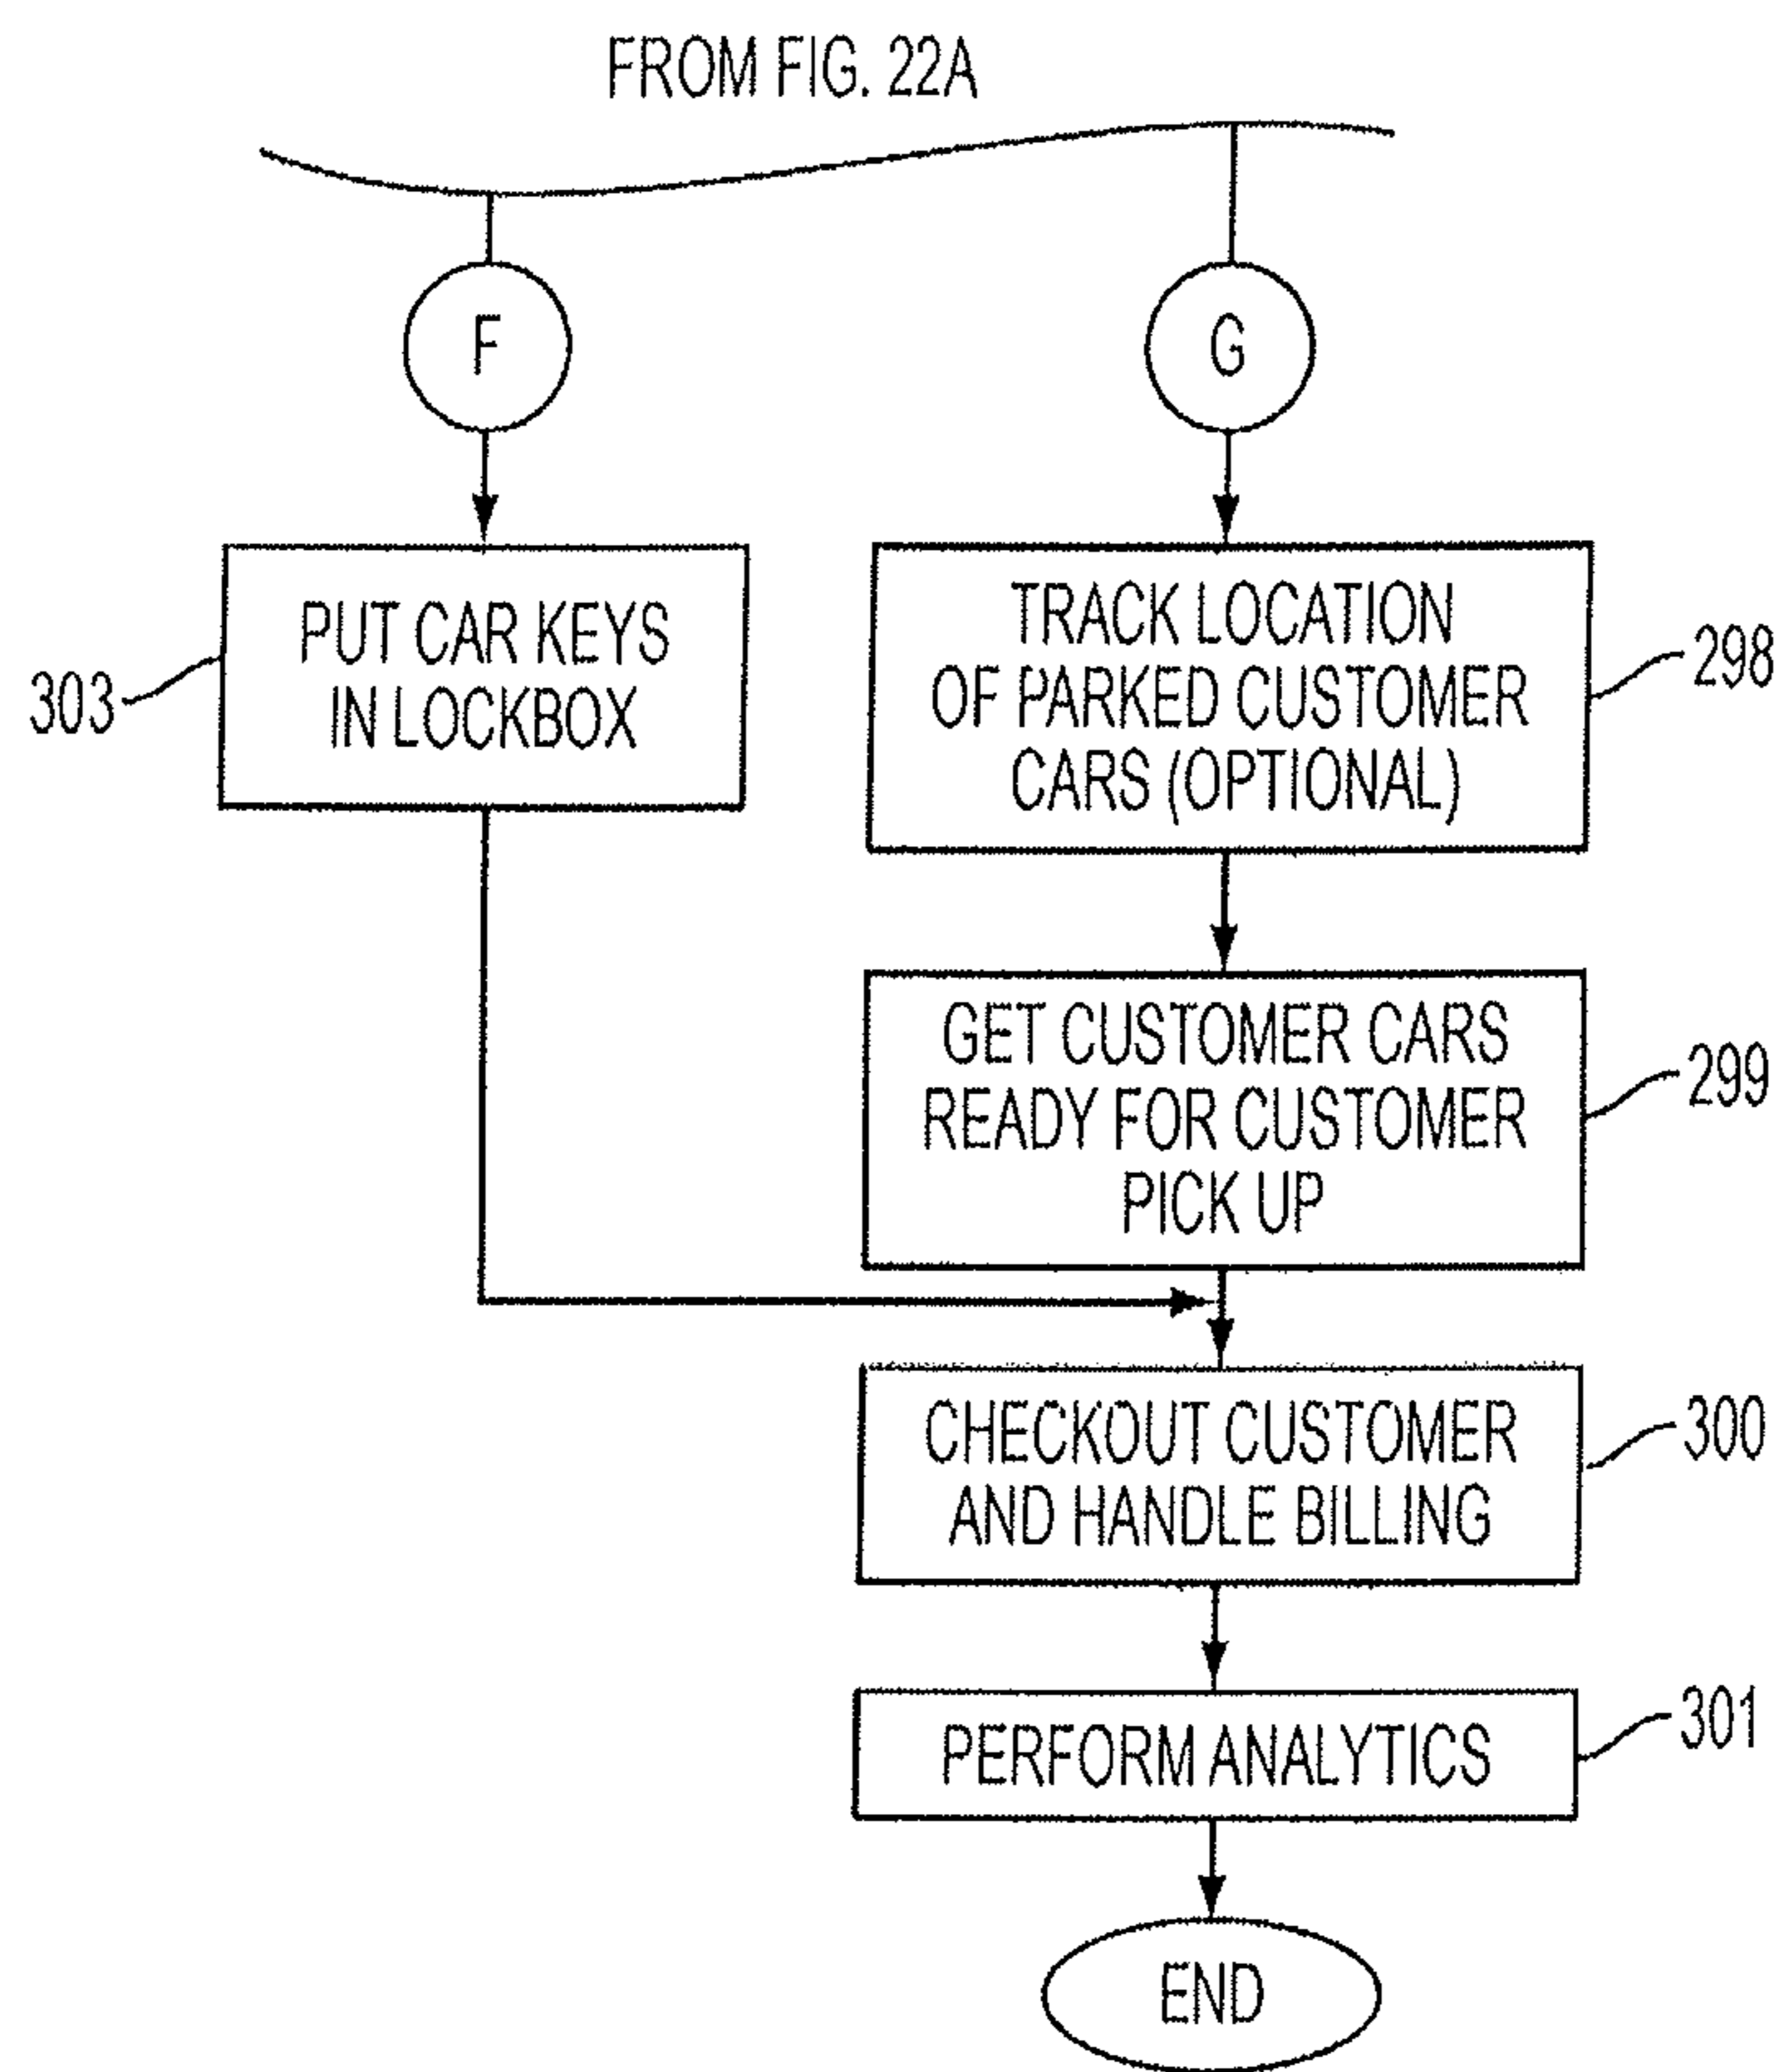 FROM FIG. 22A
F
G
PUT CAR KEYS
IN LOCKBOX
303
TRACK LOCATION
OF PARKED CUSTOMER
CARS (OPTIONAL)
298
GET CUSTOMER CARS
READY FOR CUSTOMER
PICK UP
299
CHECKOUT CUSTOMER
AND HANDLE BILLING
300
PERFORM ANALYTICS
301
END